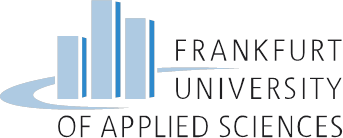 FRANKFURT
UNIVERSITY
OF APPLIED SCIENCES